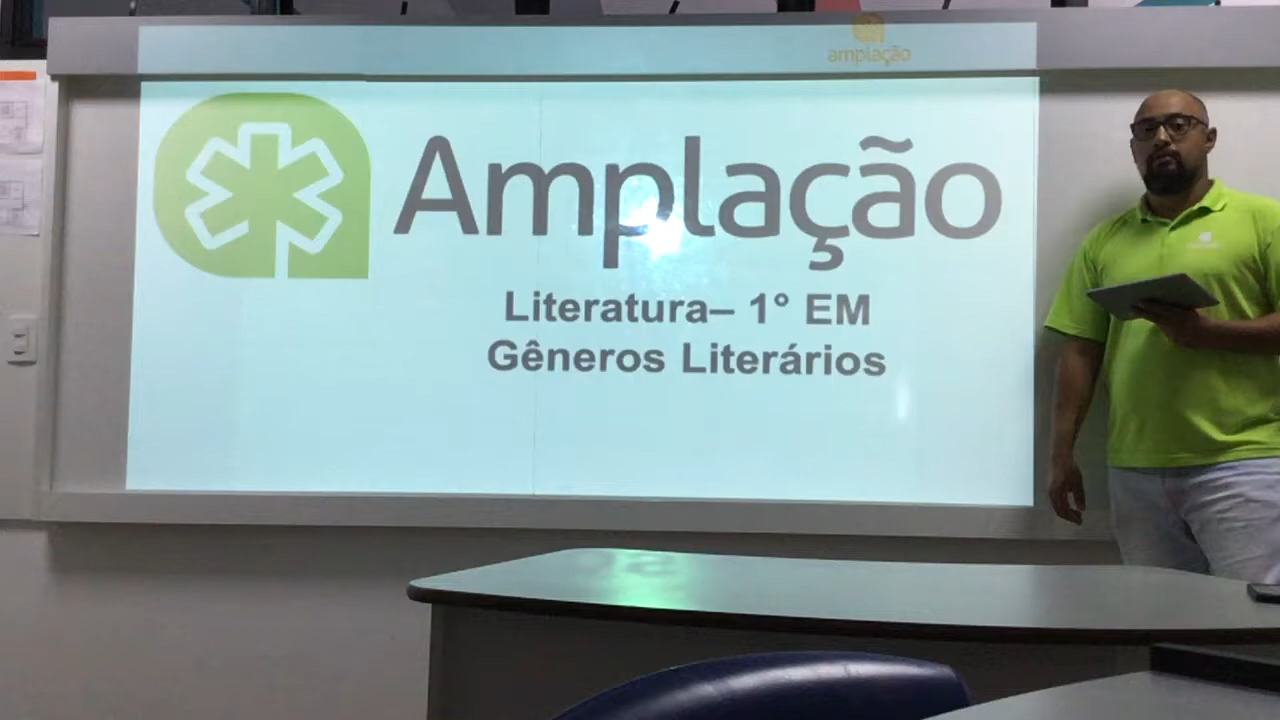 amplação
Amplação
Literatura– 1° EM
Gêneros Literários